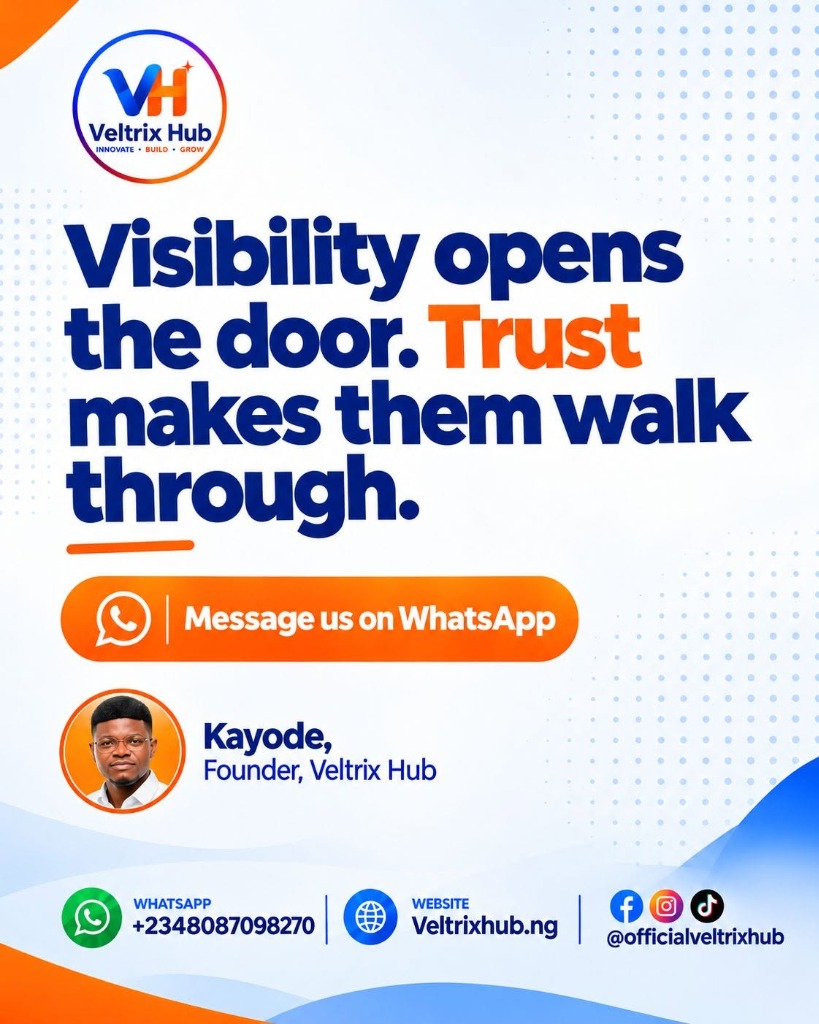 VH
Veltrix Hub
INNOVATE • BUILD • GROW
Visibility opens
the door. Trust
makes them walk
through.
Message us on WhatsApp
Kayode,
Founder, Veltrix Hub
WHATSAPP
+2348087098270
WEBSITE
Veltrixhub.ng
@officialveltrixhub